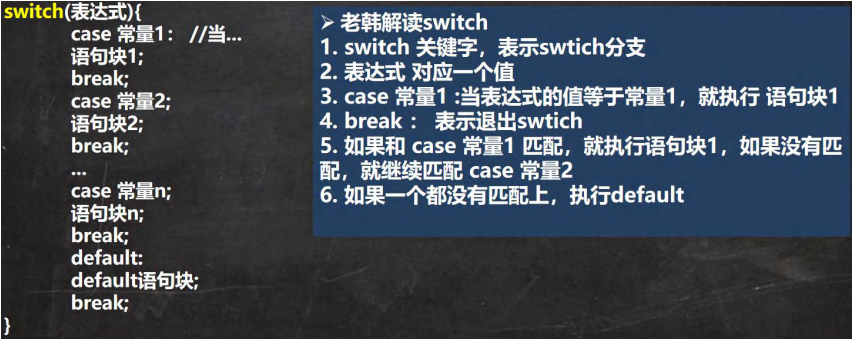 switch(表达式){
case 常量1： //当...
语句块1;
break;
case 常量2;
语句块2;
break;
...
case 常量n;
语句块n;
break;
default:
default语句块;
break;
}
➢ 老韩解读switch
1. switch 关键字，表示swtich分支
2. 表达式 对应一个值
3. case 常量1 :当表达式的值等于常量1，就执行 语句块1
4. break ： 表示退出swtich
5. 如果和 case 常量1 匹配，就执行语句块1，如果没有匹
配，就继续匹配 case 常量2
6. 如果一个都没有匹配上，执行default